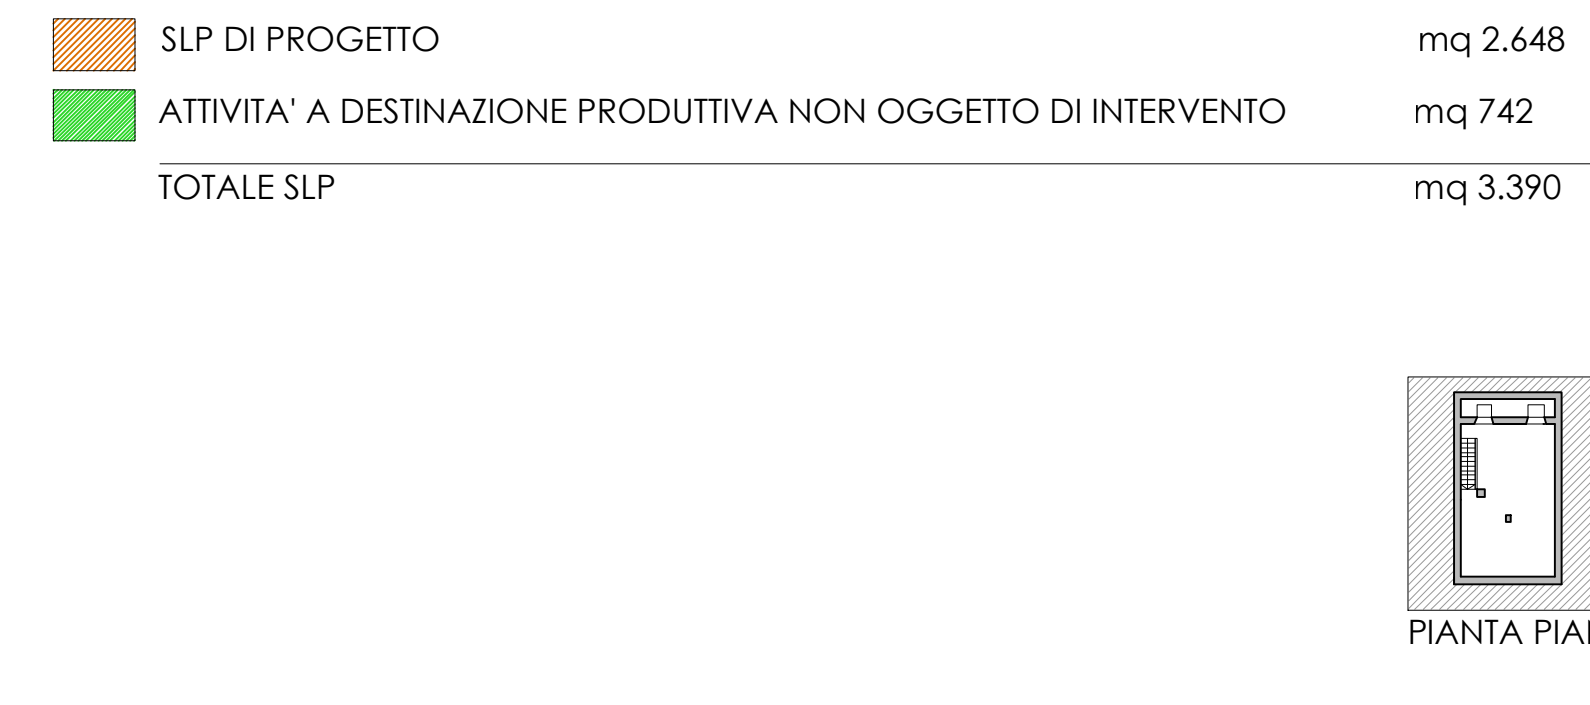 SLP DI PROGETTO mq 2.648
ATTIVITA' A DESTINAZIONE PRODUTTIVA NON OGGETTO DI INTERVENTO mq 742
TOTALE SLP mq 3.390
PIANTA